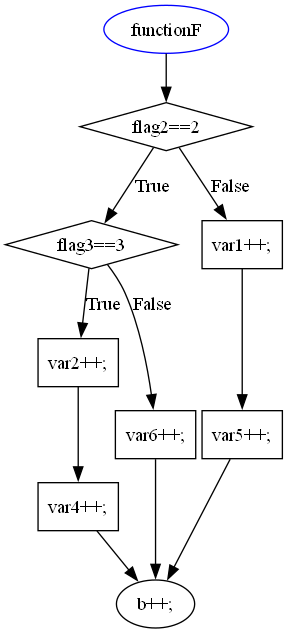 functionF
flag2==2
True
False
flag3==3
var1++;
True
False
var2++;
var6++;
var5++;
var4++;
b++;